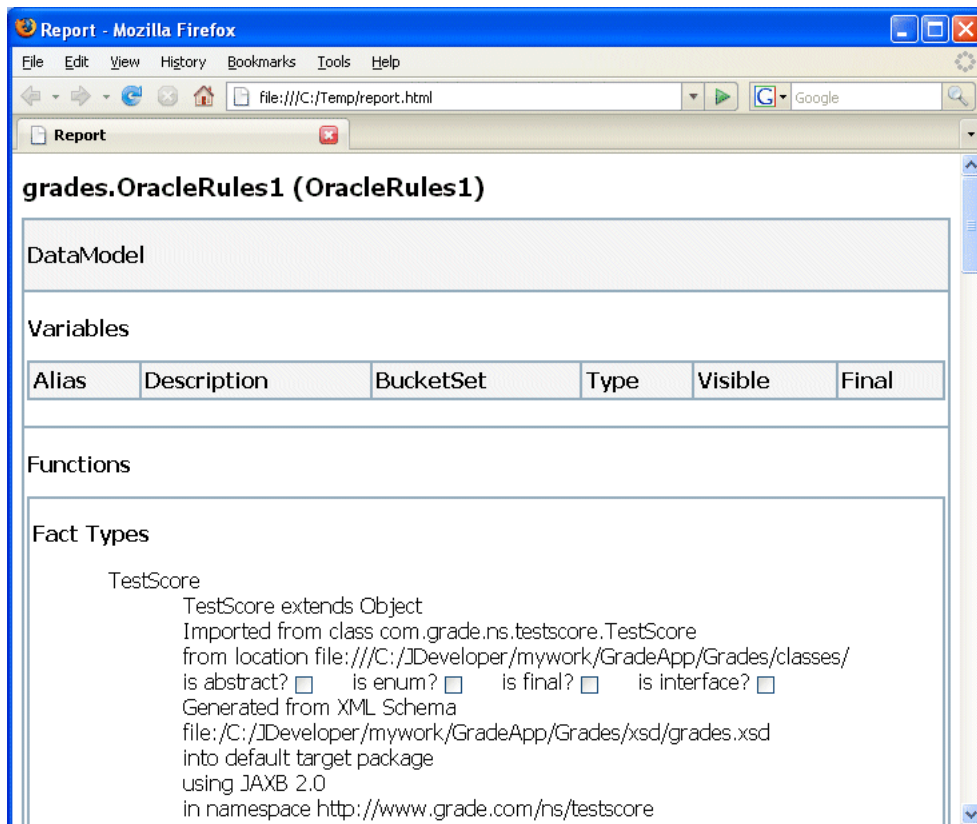 Report - Mozilla Firefox
File Edit View History Bookmarks Tools Help
file:///C:/Temp/report.html G Google
Report
grades.OracleRules1 (OracleRules1)
DataModel
Variables
Alias Description BucketSet Type Visible Final
Functions
Fact Types
TestScore
TestScore extends Object
Imported from class com.grade.ns.testscore.TestScore
from location file:///C:/JDeveloper/mywork/GradeApp/Grades/classes/
is abstract? is enum? is final? is interface?
Generated from XML Schema
file:/C:/JDeveloper/mywork/GradeApp/Grades/xsd/grades.xsd
into default target package
using JAXB 2.0
in namespace http://www.grade.com/ns/testscore